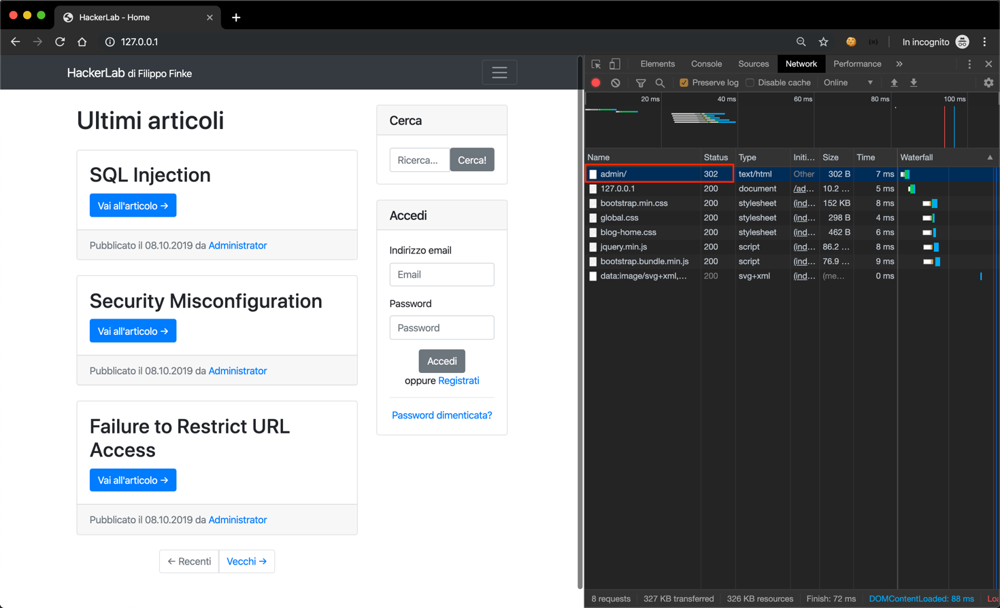 HackerLab - Home
127.0.0.1
In incognito
HackerLab di Filippo Finke
Ultimi articoli
SQL Injection
Vai all'articolo →
Pubblicato il 08.10.2019 da Administrator
Security Misconfiguration
Vai all'articolo →
Pubblicato il 08.10.2019 da Administrator
Failure to Restrict URL
Access
Vai all'articolo →
Pubblicato il 08.10.2019 da Administrator
← Recenti Vecchi →
Cerca
Ricerca... Cerca!
Accedi
Indirizzo email
Email
Password
Password
Accedi
oppure Registrati
Password dimenticata?
Elements Console Sources Network Performance »
Preserve log Disable cache Online
20 ms 40 ms 60 ms 80 ms 100 ms
Name Status Type Initi... Size Time Waterfall
admin/ 302 text/html Other 302 B 7 ms
127.0.0.1 200 document /ad... 10.2 ... 5 ms
bootstrap.min.css 200 stylesheet (ind... 152 KB 8 ms
global.css 200 stylesheet (ind... 298 B 4 ms
blog-home.css 200 stylesheet (ind... 462 B 6 ms
jquery.min.js 200 script (ind... 86.2 ... 8 ms
bootstrap.bundle.min.js 200 script (ind... 76.9 ... 9 ms
data:image/svg+xml,... 200 svg+xml (ind... (me... 0 ms
8 requests 327 KB transferred 326 KB resources Finish: 72 ms DOMContentLoaded: 88 ms Loa